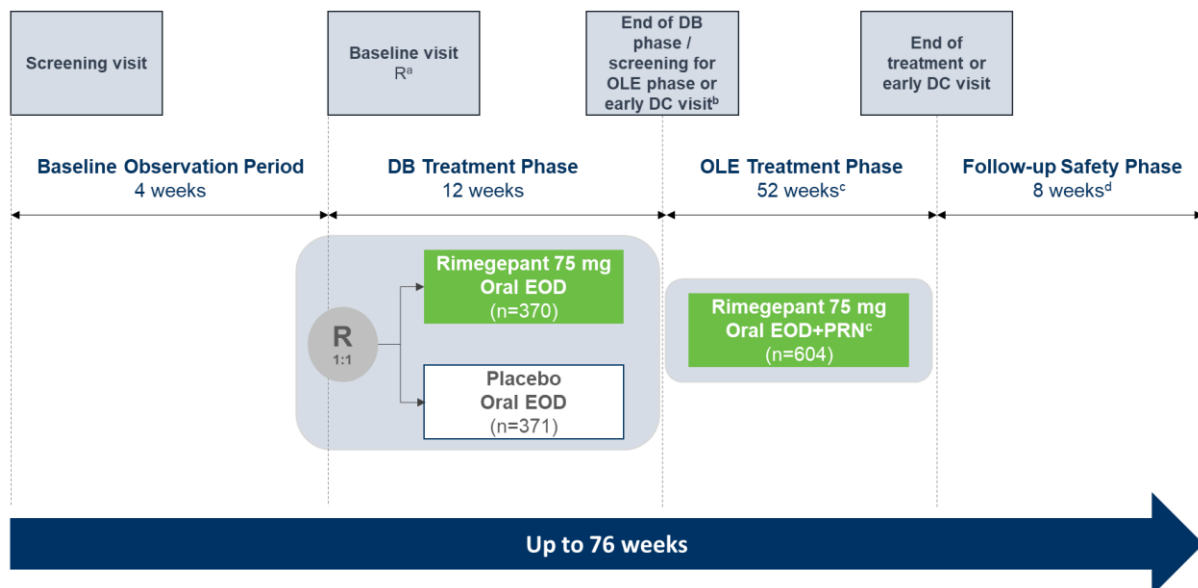 Screening visit
Baseline visit
Rᵃ
End of DB
phase /
screening for
OLE phase or
early DC visitᵇ
End of
treatment or
early DC visit
Baseline Observation Period
4 weeks
DB Treatment Phase
12 weeks
OLE Treatment Phase
52 weeksᶜ
Follow-up Safety Phase
8 weeksᵈ
R
1:1
Rimegepant 75 mg
Oral EOD
(n=370)
Placebo
Oral EOD
(n=371)
Rimegepant 75 mg
Oral EOD+PRNᶜ
(n=604)
Up to 76 weeks